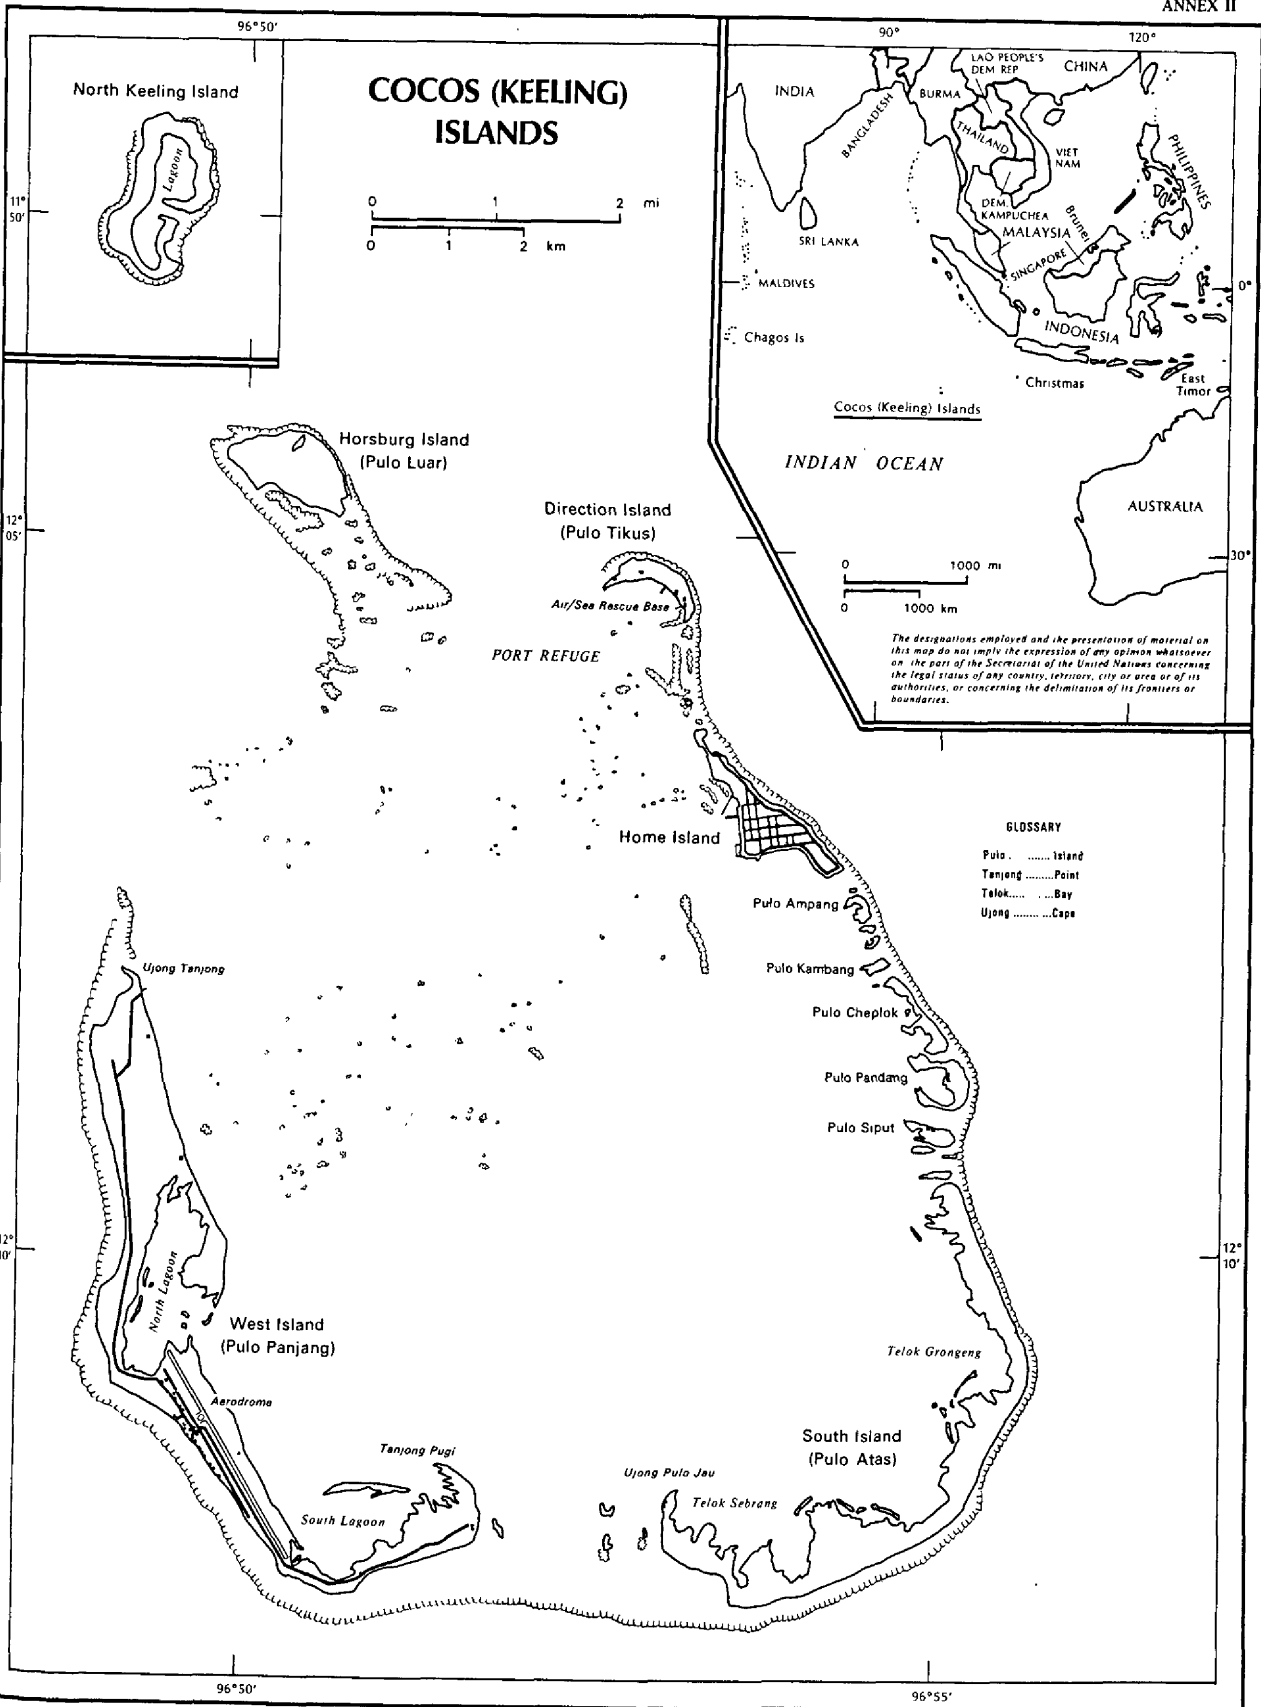 ANNEX II
96°50'
90°
120°
North Keeling Island
Lagoon
11°
50'
COCOS (KEELING)
ISLANDS
0 1 2 mi
0 1 2 km
INDIA
BANGLADESH
BURMA
LAO PEOPLE'S
DEM REP
CHINA
THAILAND
VIET
NAM
DEM.
KAMPUCHEA
PHILIPPINES
Brunei
MALAYSIA
SINGAPORE
SRI LANKA
MALDIVES
0°
Chagos Is
INDONESIA
Christmas
East
Timor
Cocos (Keeling) Islands
INDIAN OCEAN
AUSTRALIA
30°
0 1000 mi
0 1000 km
The designations employed and the presentation of material on
this map do not imply the expression of any opinion whatsoever
on the part of the Secretariat of the United Nations concerning
the legal status of any country, territory, city or area or of its
authorities, or concerning the delimitation of its frontiers or
boundaries.
Horsburg Island
(Pulo Luar)
12°
05'
Direction Island
(Pulo Tikus)
Air/Sea Rescue Base
PORT REFUGE
Home Island
GLOSSARY
Pulo . ....... Island
Tanjong .........Point
Telok..... . ...Bay
Ujong ........ ...Cape
Pulo Ampang
Ujong Tanjong
Pulo Kambang
Pulo Cheplok
Pulo Pandang
Pulo Siput
12°
10'
12°
10'
North Lagoon
West Island
(Pulo Panjang)
Telok Grongeng
Aerodrome
Tanjong Pugi
South Island
(Pulo Atas)
Ujong Pulo Jau
Telok Sebrang
South Lagoon
96°50'
96°55'